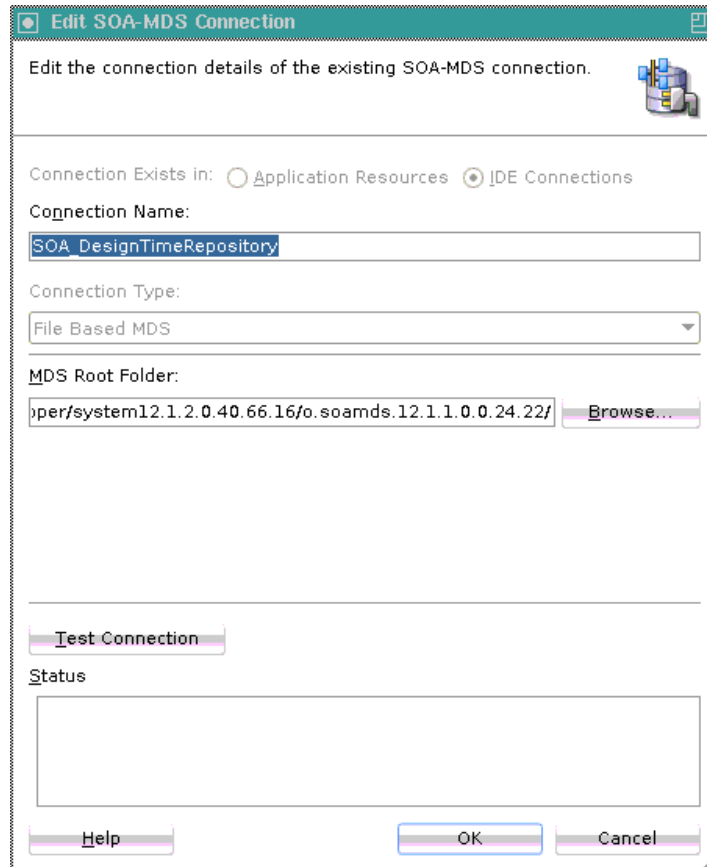 Edit SOA-MDS Connection
Edit the connection details of the existing SOA-MDS connection.
Connection Exists in: Application Resources IDE Connections
Connection Name:
SOA_DesignTimeRepository
Connection Type:
File Based MDS
MDS Root Folder:
oper/system12.1.2.0.40.66.16/o.soamds.12.1.1.0.0.24.22/ Browse...
Test Connection
Status
Help OK Cancel